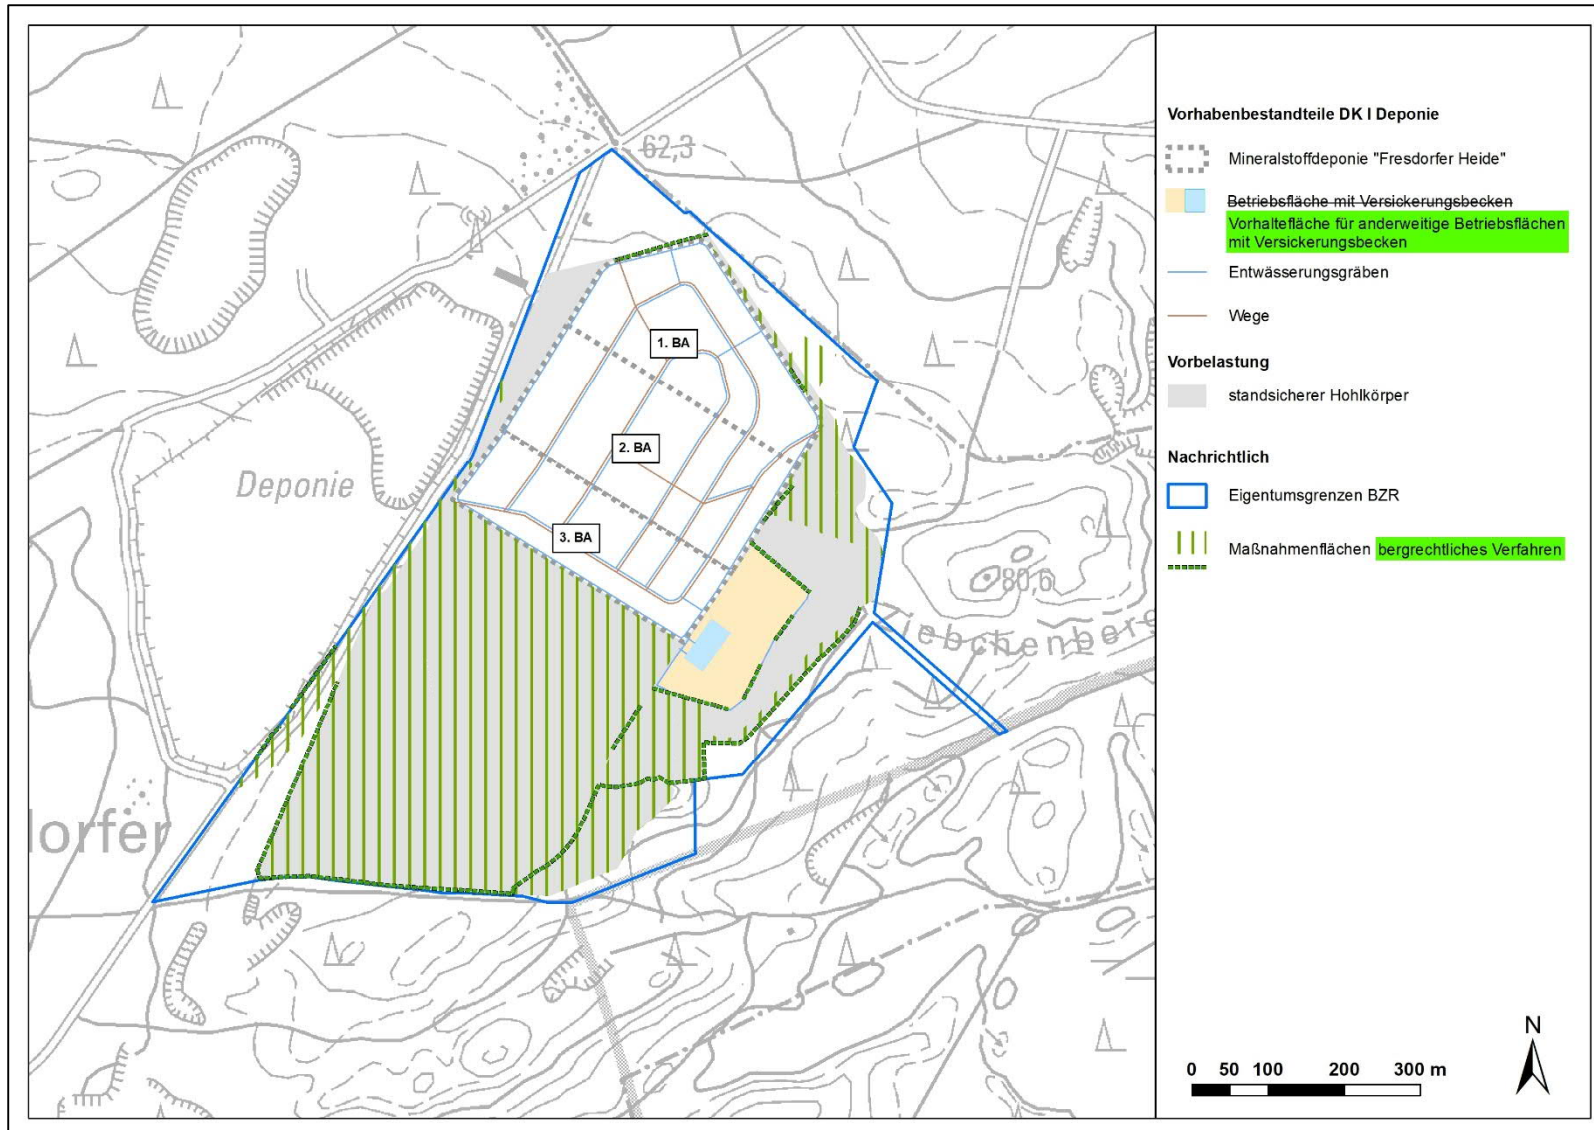 62,3
1. BA
2. BA
Deponie
3. BA
80,6
Ziebchenberg
dorfer
Vorhabenbestandteile DK I Deponie
Mineralstoffdeponie "Fresdorfer Heide"
Betriebsfläche mit Versickerungsbecken
Vorhaltefläche für anderweitige Betriebsflächen
mit Versickerungsbecken
Entwässerungsgräben
Wege
Vorbelastung
standsicherer Hohlkörper
Nachrichtlich
Eigentumsgrenzen BZR
Maßnahmenflächen bergrechtliches Verfahren
N
0 50 100 200 300 m